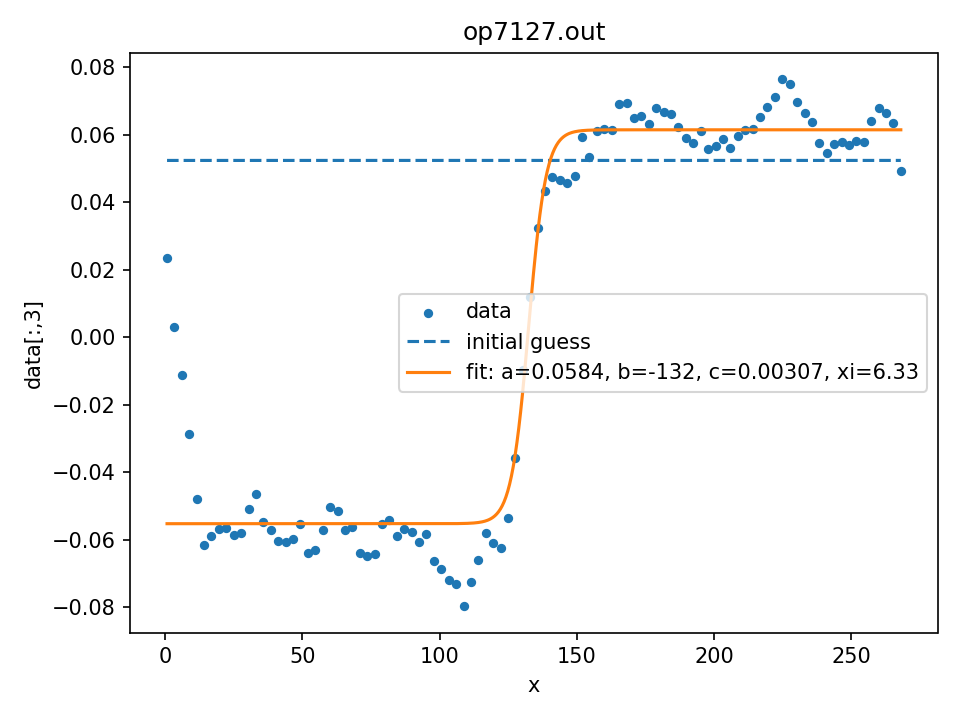 op7127.out
0.08
0.06
0.04
0.02
0.00
−0.02
−0.04
−0.06
−0.08
data[:,3]
data
initial guess
fit: a=0.0584, b=-132, c=0.00307, xi=6.33
0 50 100 150 200 250
x